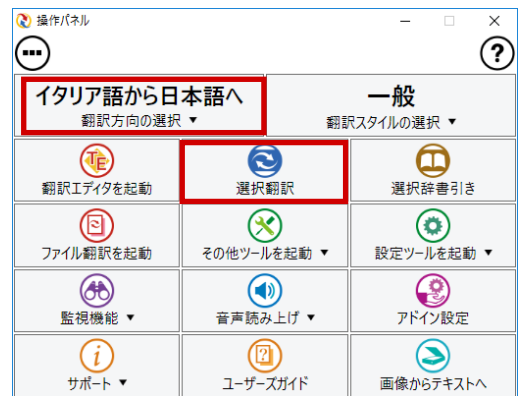 操作パネル
?
イタリア語から日本語へ
翻訳方向の選択 ▼
一般
翻訳スタイルの選択 ▼
TE
翻訳エディタを起動
選択翻訳
選択辞書引き
ファイル翻訳を起動
その他ツールを起動 ▼
設定ツールを起動 ▼
監視機能 ▼
音声読み上げ ▼
アドイン設定
i
サポート ▼
?
ユーザーズガイド
画像からテキストへ